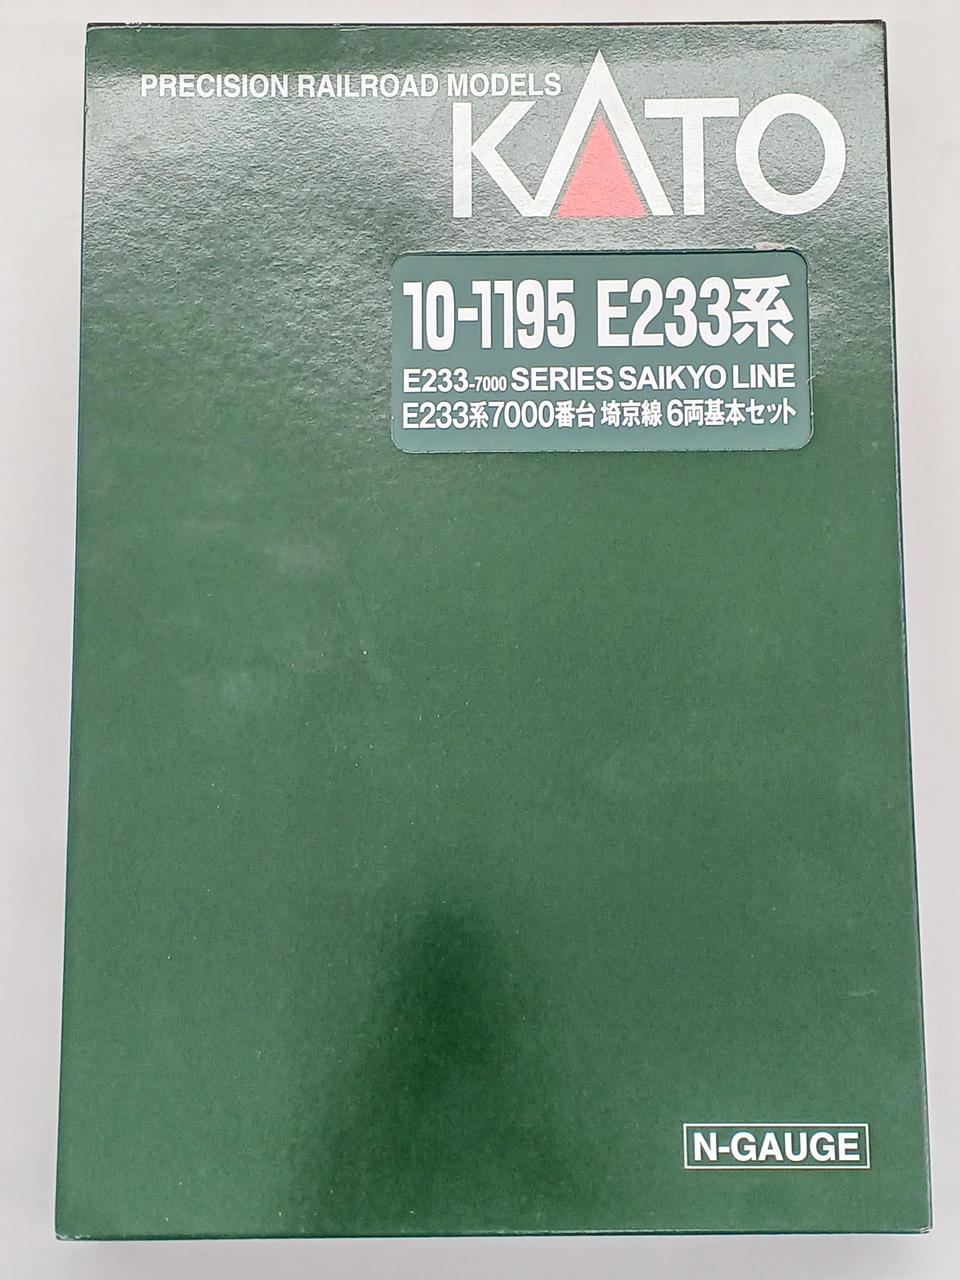 PRECISION RAILROAD MODELS
KATO
10-1195 E233系
E233-7000 SERIES SAIKYO LINE
E233系7000番台 埼京線 6両基本セット
N-GAUGE